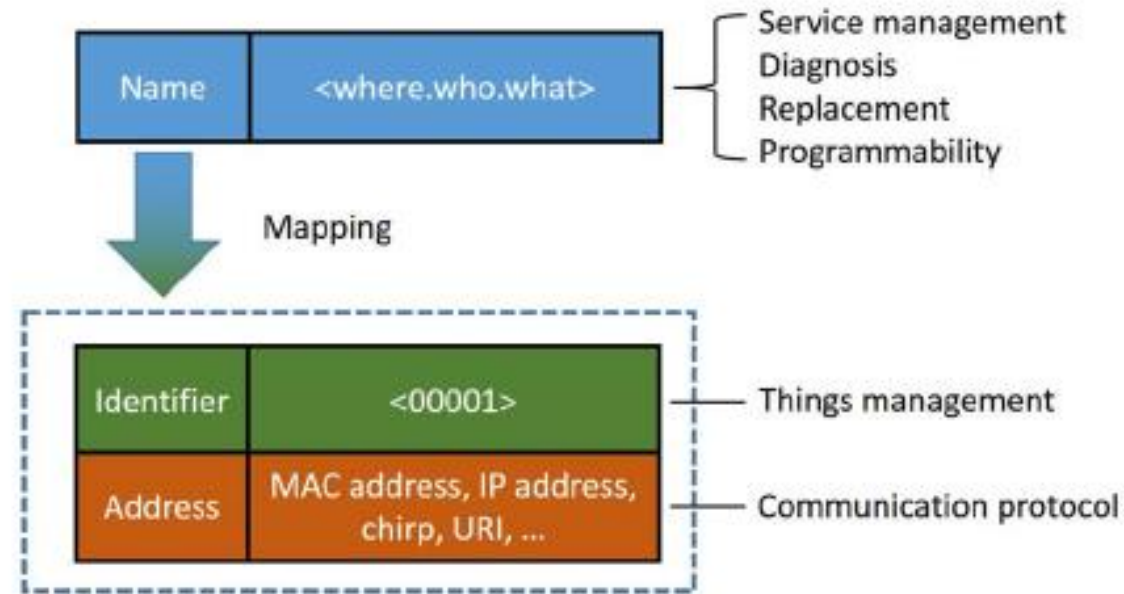 Name
<where.who.what>
Service management
Diagnosis
Replacement
Programmability
Mapping
Identifier
<00001>
Things management
Address
MAC address, IP address,
chirp, URI, ...
Communication protocol